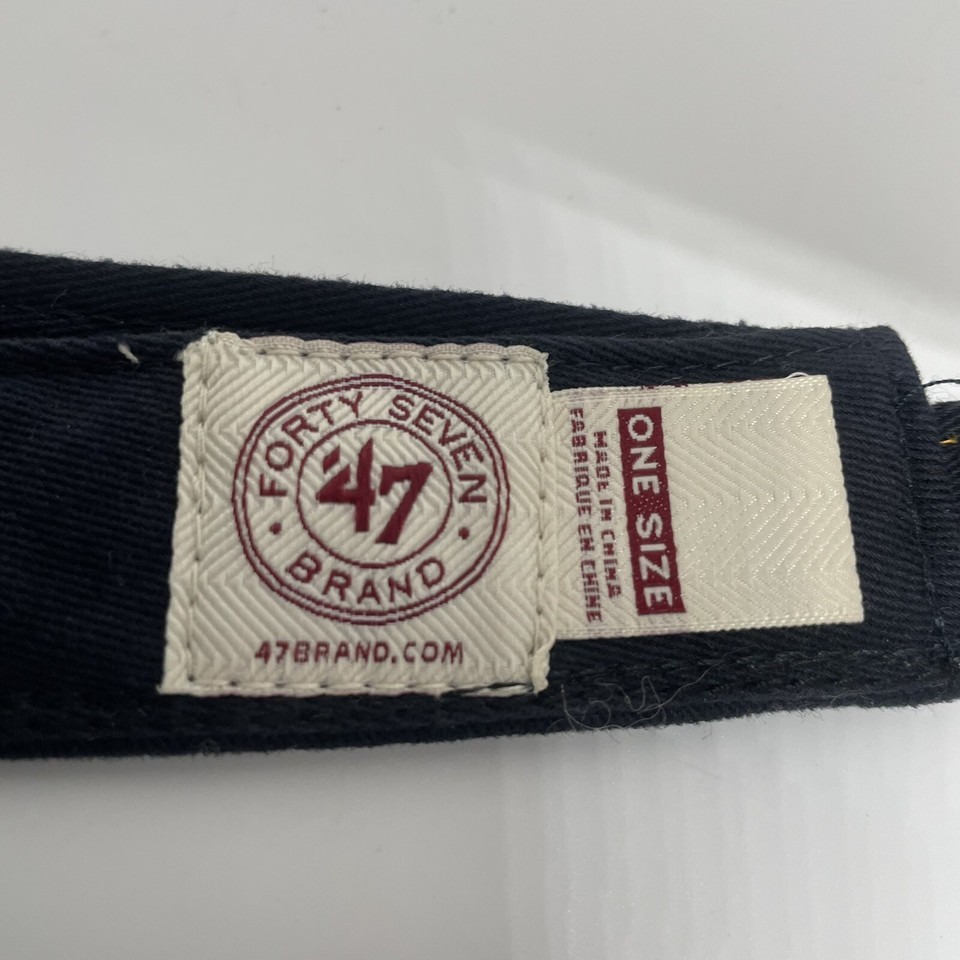 FORTY SEVEN
'47
BRAND
47BRAND.COM
ONE SIZE
MADE IN CHINA
FABRIQUE EN CHINE